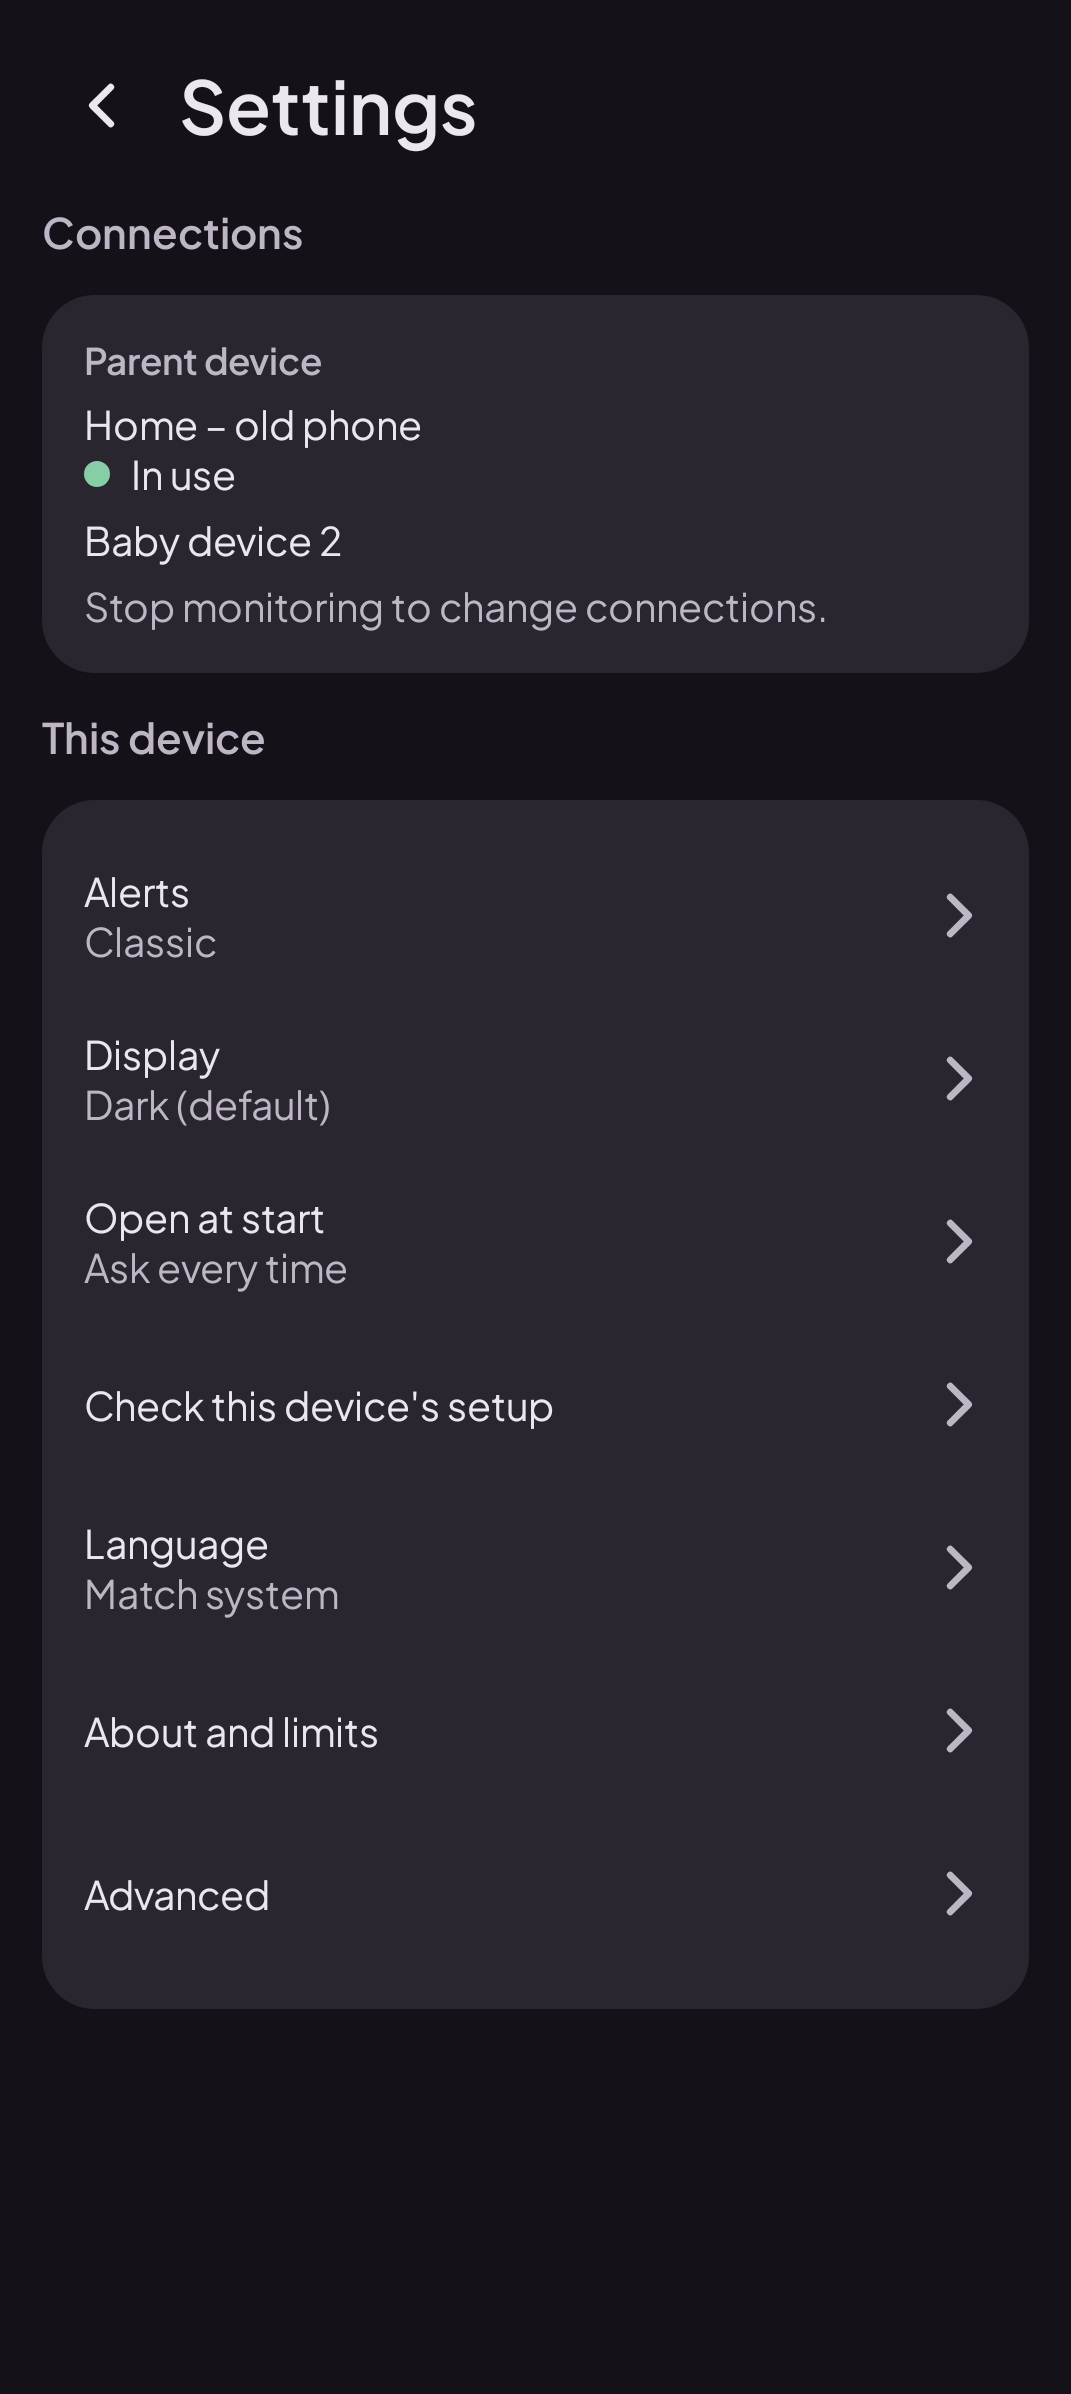 Settings
Connections
Parent device
Home – old phone
In use
Baby device 2
Stop monitoring to change connections.
This device
Alerts
Classic
Display
Dark (default)
Open at start
Ask every time
Check this device's setup
Language
Match system
About and limits
Advanced